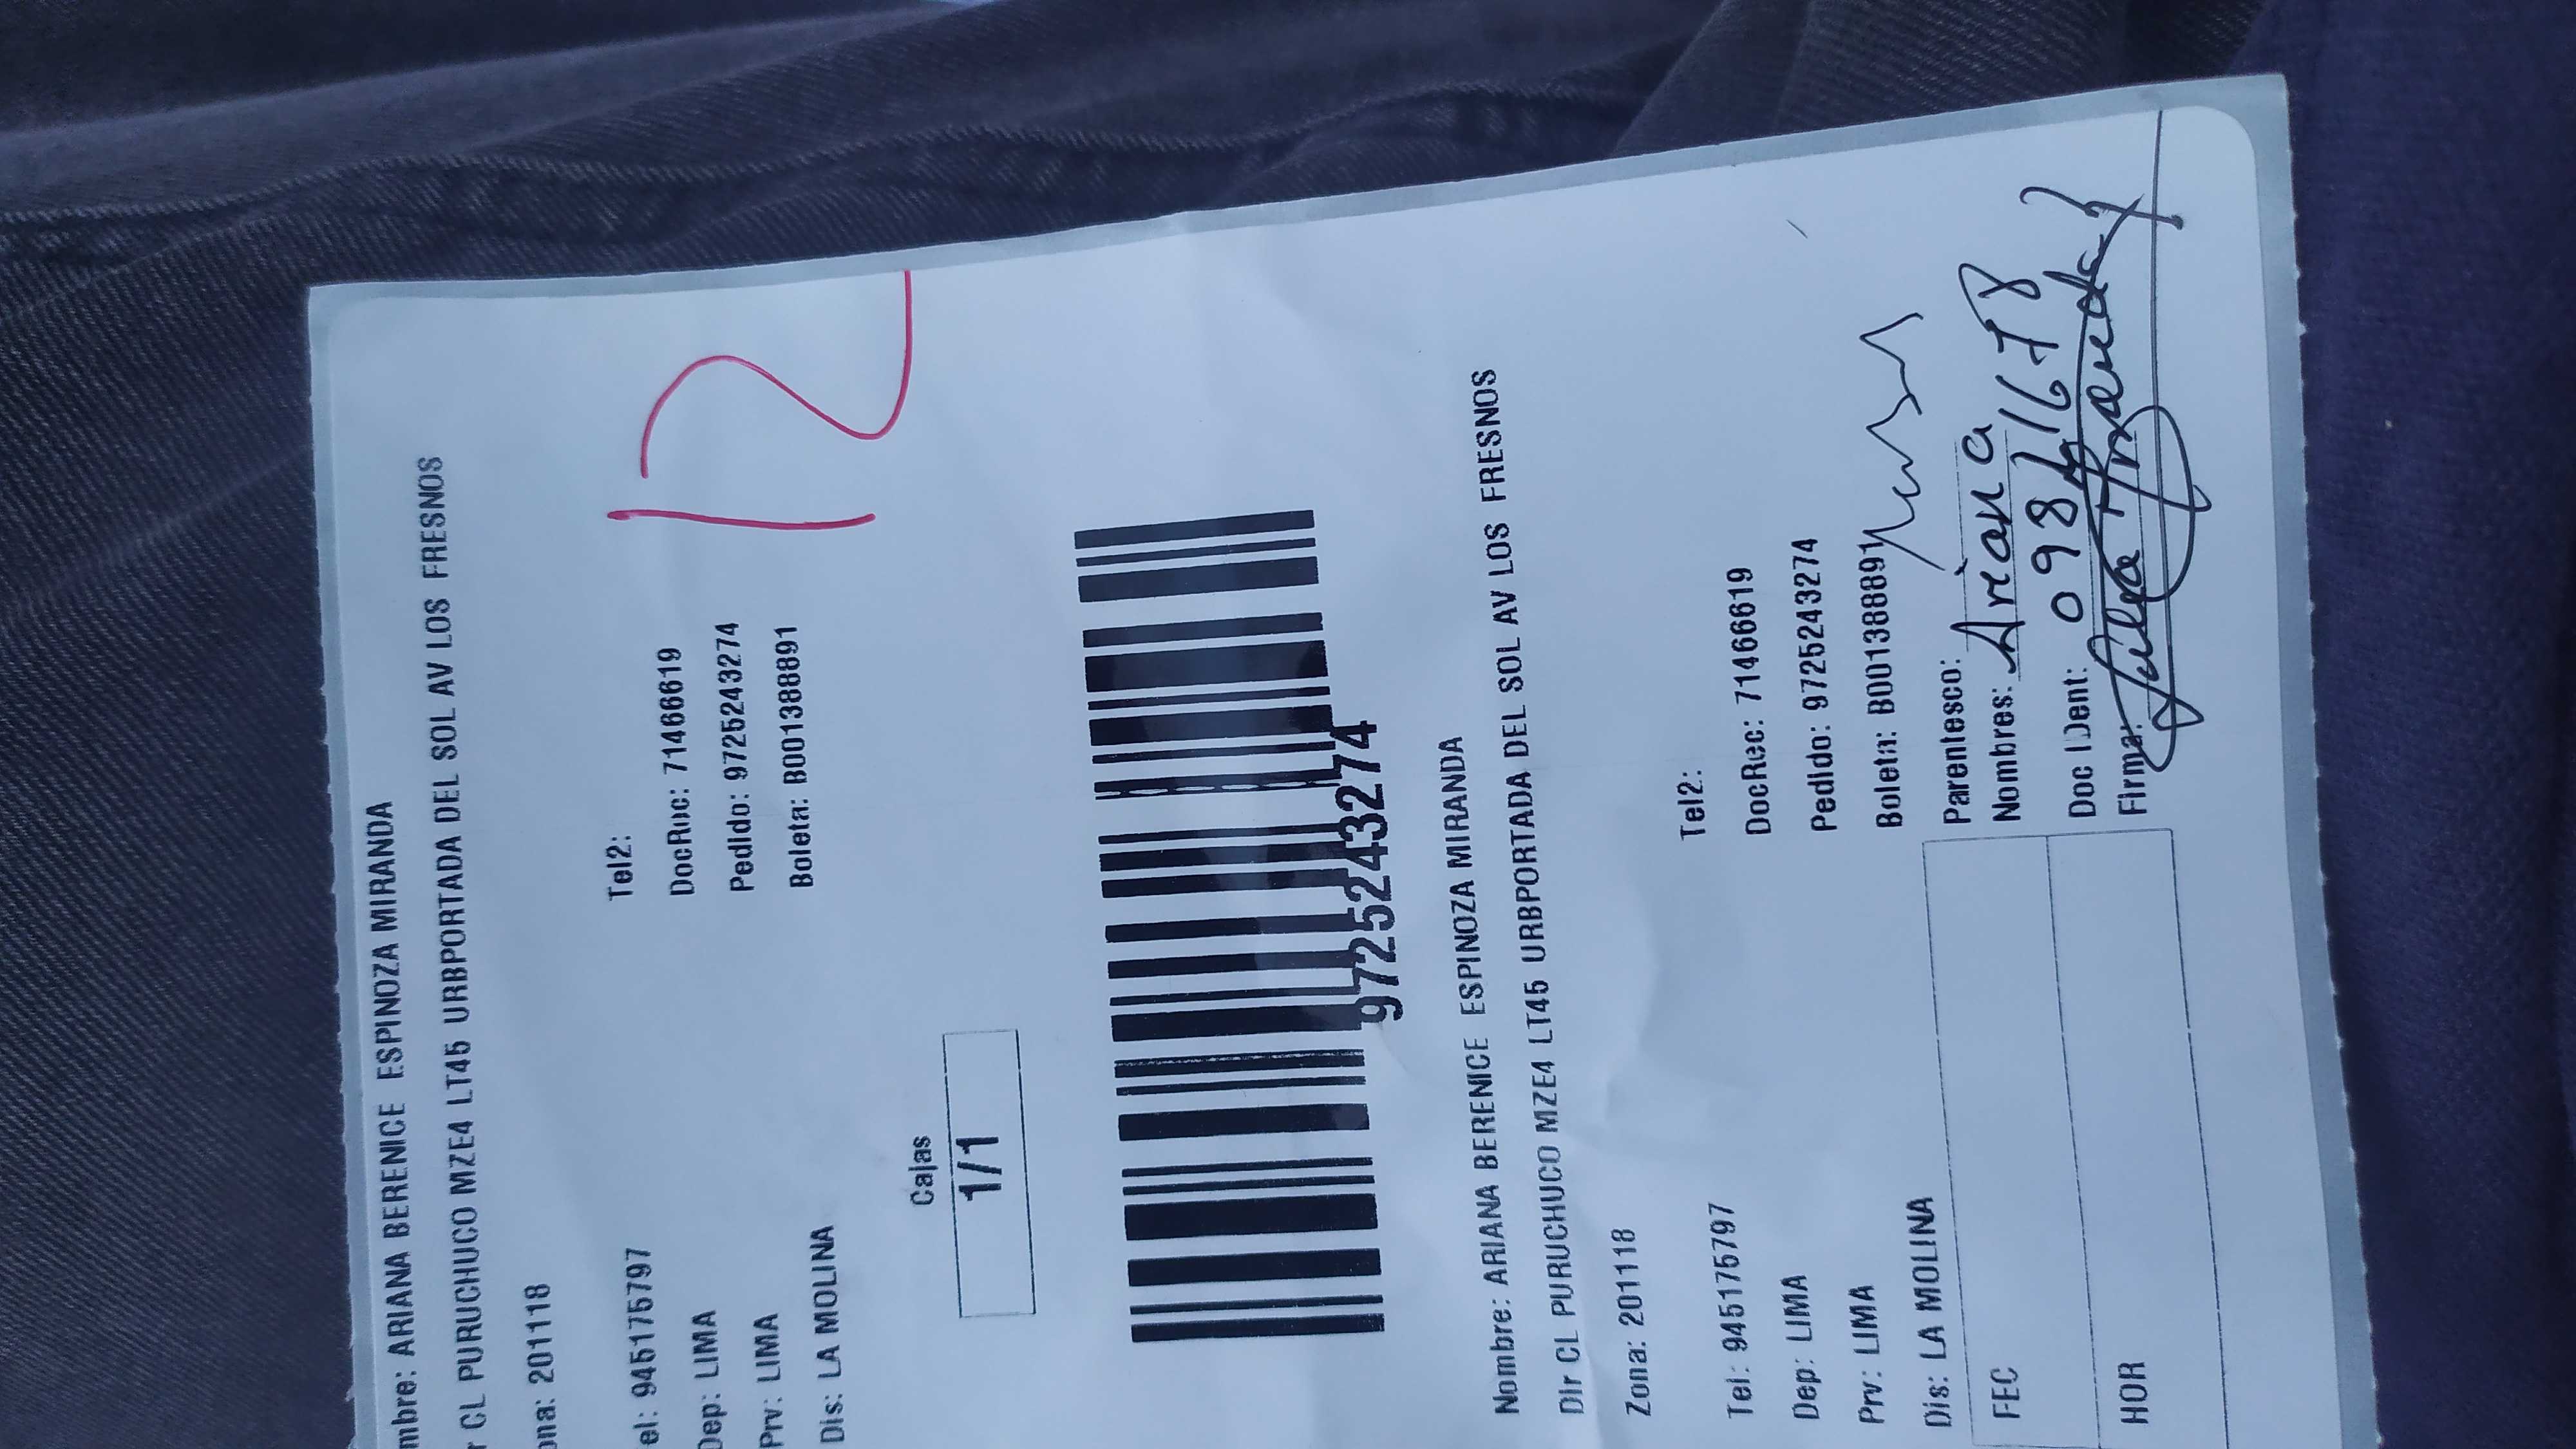 mbre: ARIANA BERENICE ESPINOZA MIRANDA
r CL PURUCHUCO MZE4 LT45 URBPORTADA DEL SOL AV LOS FRESNOS
ona: 201118
el: 945175797 Tel2:
Dep: LIMA DocRec: 71466619
Prv: LIMA Pedido: 9725243274
Dis: LA MOLINA Boleta: B00138891
12
Cajas
1/1
9725243274
Nombre: ARIANA BERENICE ESPINOZA MIRANDA
Dir CL PURUCHUCO MZE4 LT45 URBPORTADA DEL SOL AV LOS FRESNOS
Zona: 201118
Tel: 945175797 Tel2:
Dep: LIMA DocRec: 71466619
Prv: LIMA Pedido: 9725243274
Dis: LA MOLINA Boleta: B00138891
Parentesco:
FEC Nombres: Ariana
Doc IDent:
HOR Firma: